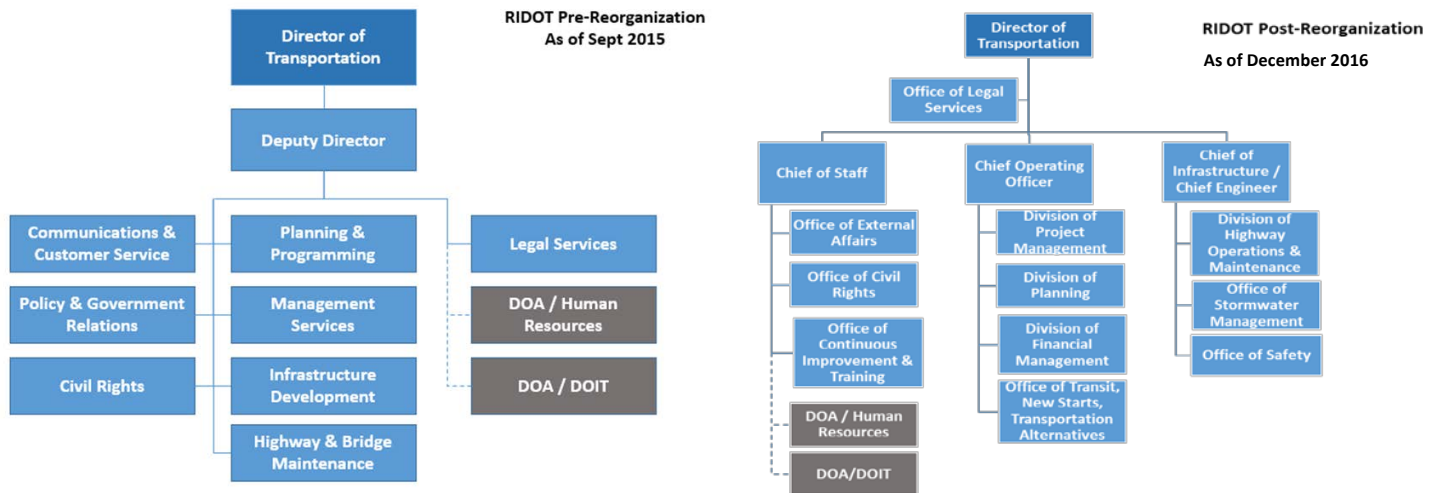 RIDOT Pre-Reorganization
As of Sept 2015
Director of
Transportation
Deputy Director
Communications &
Customer Service
Planning &
Programming
Legal Services
Policy & Government
Relations
Management
Services
DOA / Human
Resources
Civil Rights
Infrastructure
Development
DOA / DOIT
Highway & Bridge
Maintenance
RIDOT Post-Reorganization
As of December 2016
Director of
Transportation
Office of Legal
Services
Chief of Staff
Office of External
Affairs
Office of Civil
Rights
Office of
Continuous
Improvement &
Training
DOA / Human
Resources
DOA/DOIT
Chief Operating
Officer
Division of
Project
Management
Division of
Planning
Division of
Financial
Management
Office of Transit,
New Starts,
Transportation
Alternatives
Chief of
Infrastructure /
Chief Engineer
Division of
Highway
Operations &
Maintenance
Office of
Stormwater
Management
Office of Safety